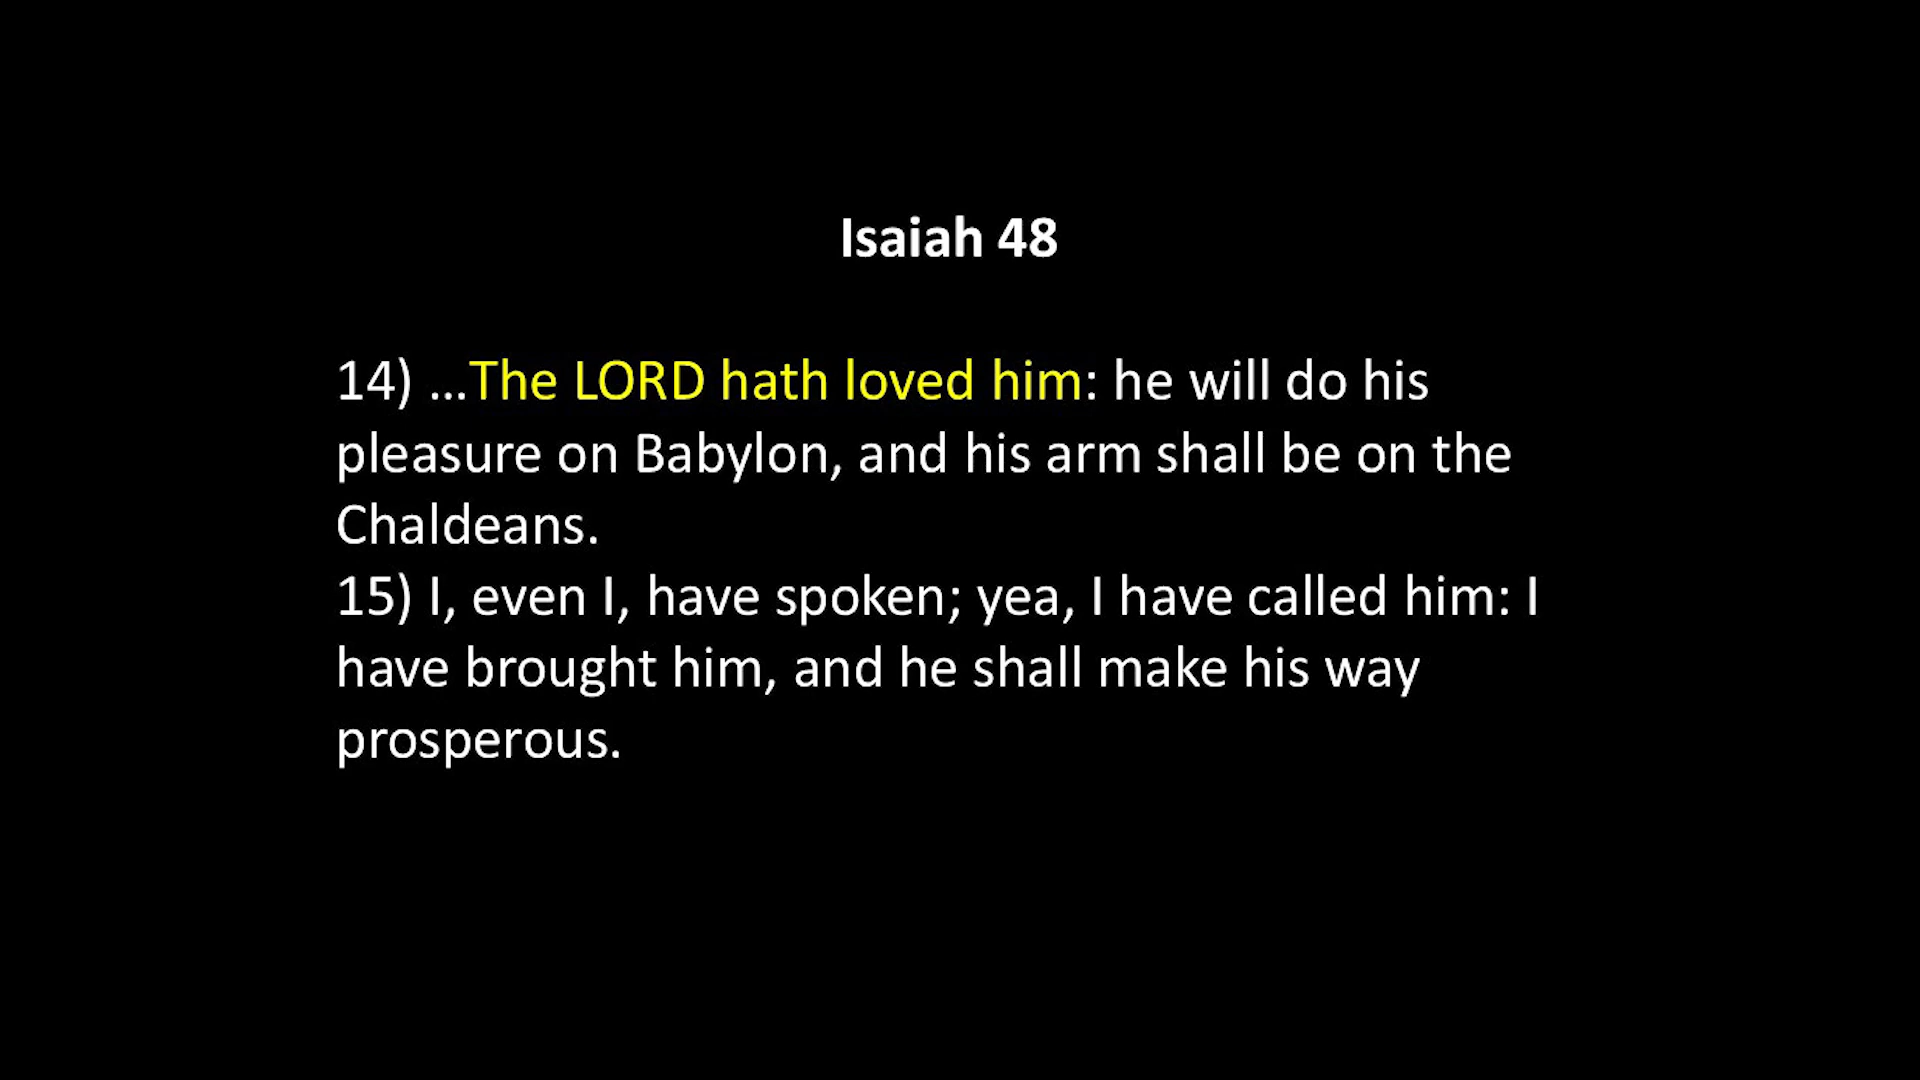 Isaiah 48
14) ...The LORD hath loved him: he will do his
pleasure on Babylon, and his arm shall be on the
Chaldeans.
15) I, even I, have spoken; yea, I have called him: I
have brought him, and he shall make his way
prosperous.